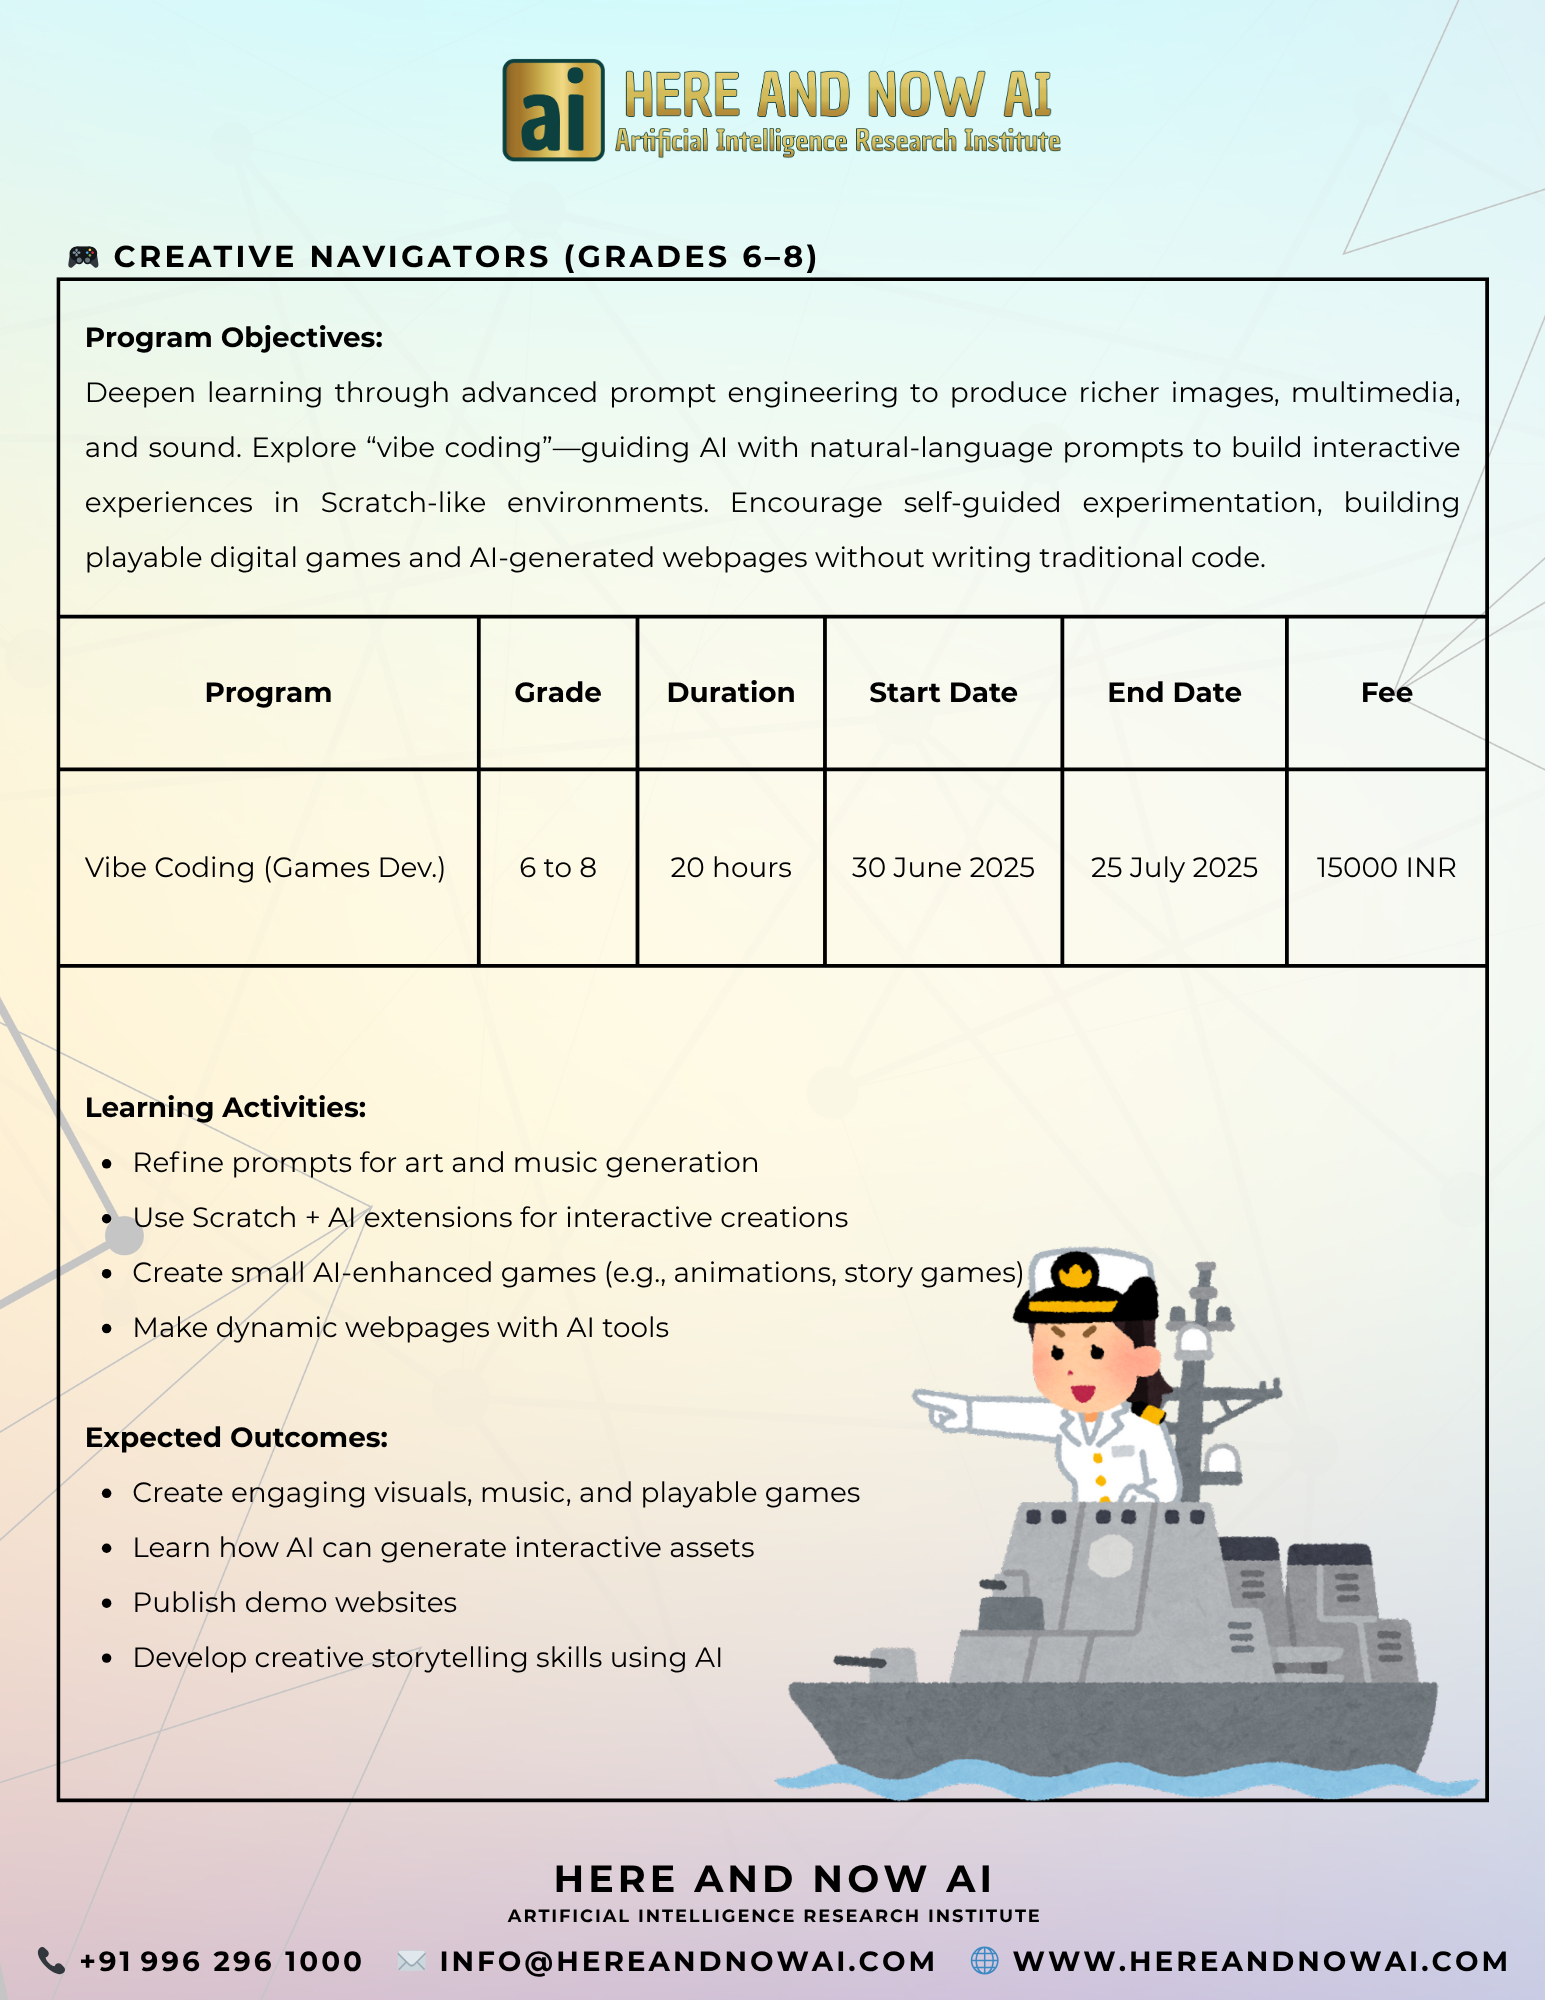 ai
HERE AND NOW AI
Artificial Intelligence Research Institute
🎮 CREATIVE NAVIGATORS (GRADES 6–8)
Program Objectives:
Deepen learning through advanced prompt engineering to produce richer images, multimedia,
and sound. Explore “vibe coding”—guiding AI with natural-language prompts to build interactive
experiences in Scratch-like environments. Encourage self-guided experimentation, building
playable digital games and AI-generated webpages without writing traditional code.
Program Grade Duration Start Date End Date Fee
Vibe Coding (Games Dev.) 6 to 8 20 hours 30 June 2025 25 July 2025 15000 INR
Learning Activities:
• Refine prompts for art and music generation
• Use Scratch + AI extensions for interactive creations
• Create small AI-enhanced games (e.g., animations, story games)
• Make dynamic webpages with AI tools
Expected Outcomes:
• Create engaging visuals, music, and playable games
• Learn how AI can generate interactive assets
• Publish demo websites
• Develop creative storytelling skills using AI
HERE AND NOW AI
ARTIFICIAL INTELLIGENCE RESEARCH INSTITUTE
📞 +91 996 296 1000 ✉️ INFO@HEREANDNOWAI.COM 🌐 WWW.HEREANDNOWAI.COM